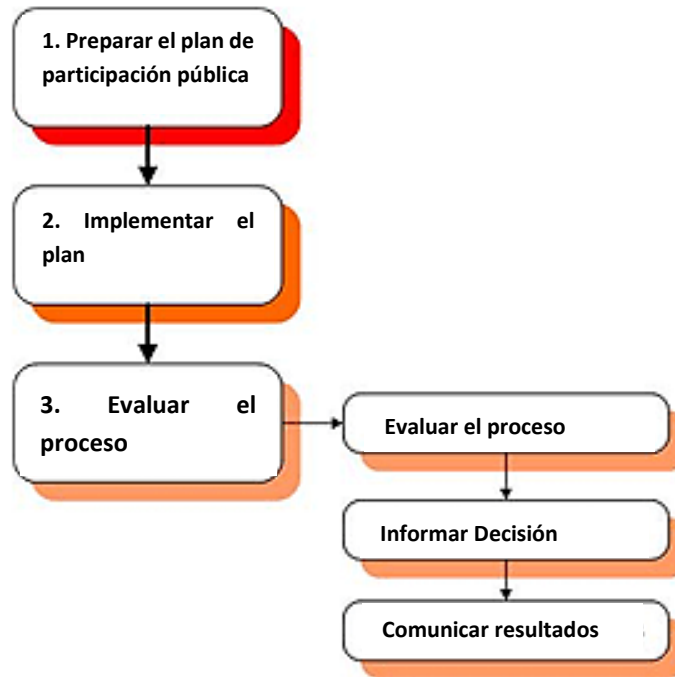 1. Preparar el plan de
participación pública
2. Implementar el
plan
3. Evaluar el
proceso
Evaluar el proceso
Informar Decisión
Comunicar resultados